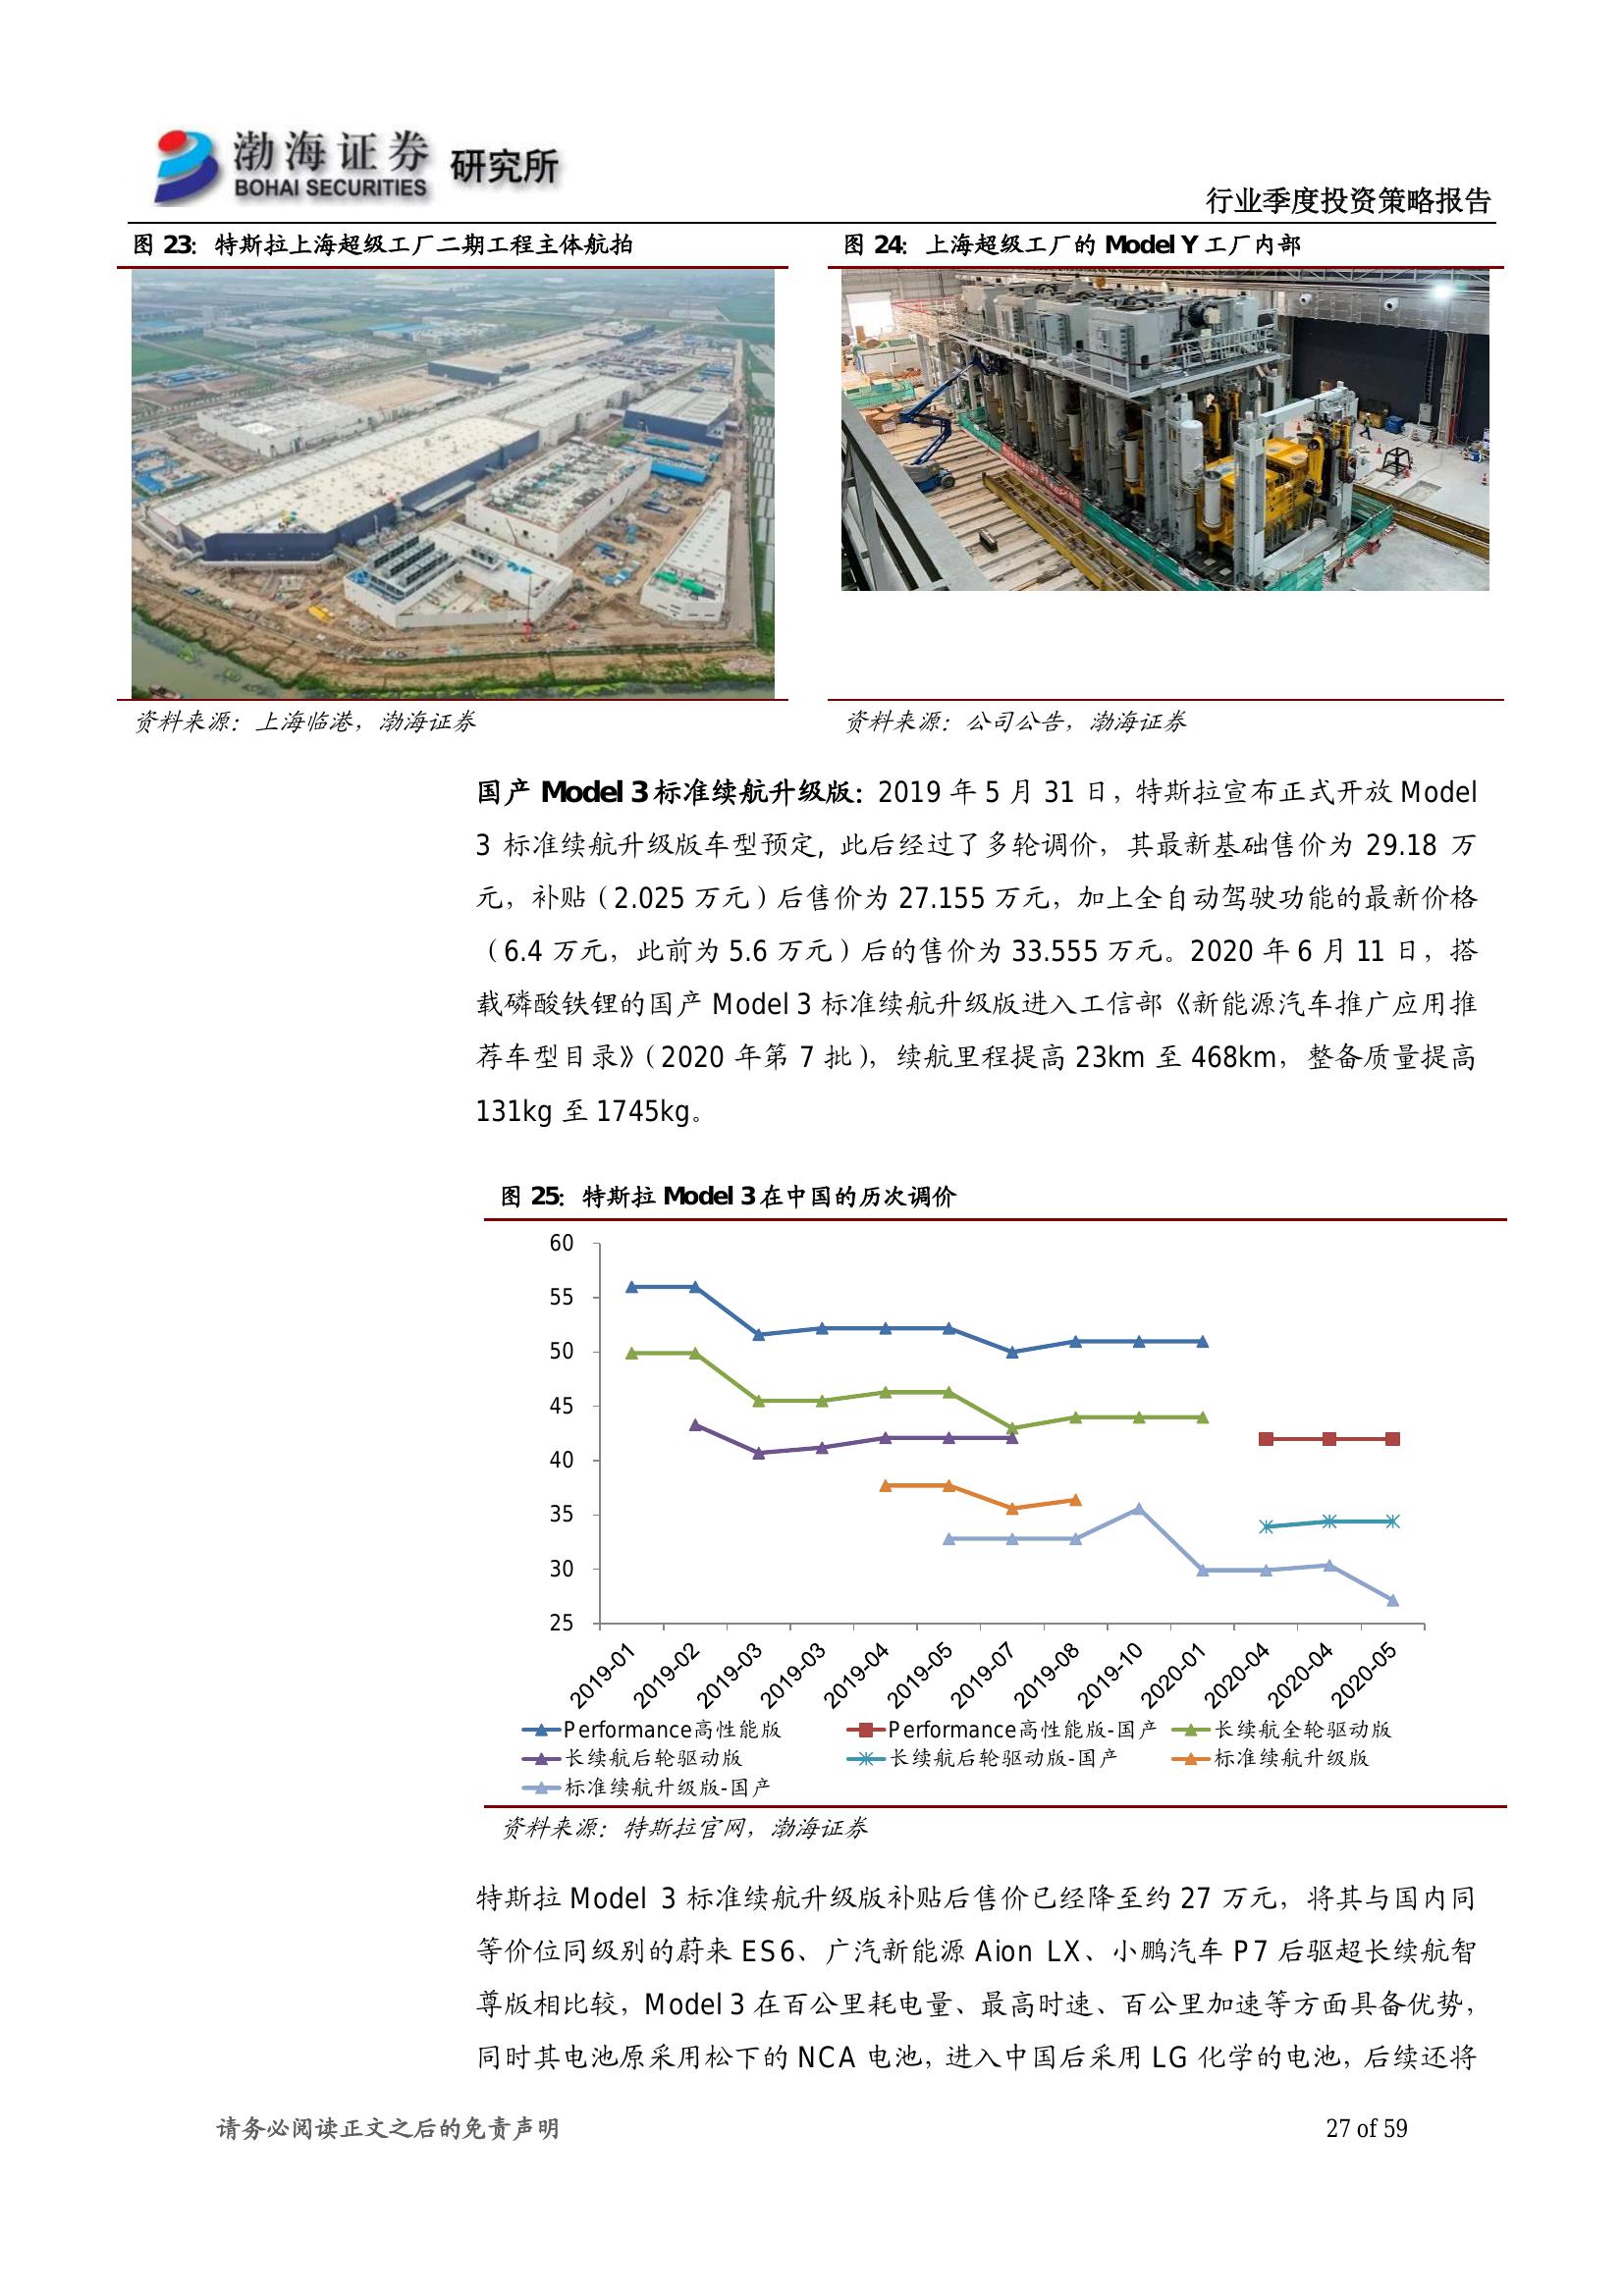 渤海证券 研究所
BOHAI SECURITIES
行业季度投资策略报告
图 23：特斯拉上海超级工厂二期工程主体航拍
图 24：上海超级工厂的 Model Y 工厂内部
资料来源：上海临港，渤海证券
资料来源：公司公告，渤海证券
国产 Model 3 标准续航升级版：2019 年 5 月 31 日，特斯拉宣布正式开放 Model
3 标准续航升级版车型预定，此后经过了多轮调价，其最新基础售价为 29.18 万
元，补贴（2.025 万元）后售价为 27.155 万元，加上全自动驾驶功能的最新价格
（6.4 万元，此前为 5.6 万元）后的售价为 33.555 万元。2020 年 6 月 11 日，搭
载磷酸铁锂的国产 Model 3 标准续航升级版进入工信部《新能源汽车推广应用推
荐车型目录》（2020 年第 7 批），续航里程提高 23km 至 468km，整备质量提高
131kg 至 1745kg。
图 25：特斯拉 Model 3 在中国的历次调价
60
55
50
45
40
35
30
25
2019-01 2019-02 2019-03 2019-03 2019-04 2019-05 2019-07 2019-08 2019-10 2020-01 2020-04 2020-04 2020-05
Performance高性能版 Performance高性能版-国产 长续航全轮驱动版
长续航后轮驱动版 长续航后轮驱动版-国产 标准续航升级版
标准续航升级版-国产
资料来源：特斯拉官网，渤海证券
特斯拉 Model 3 标准续航升级版补贴后售价已经降至约 27 万元，将其与国内同
等价位同级别的蔚来 ES6、广汽新能源 Aion LX、小鹏汽车 P7 后驱超长续航智
尊版相比较，Model 3 在百公里耗电量、最高时速、百公里加速等方面具备优势，
同时其电池原采用松下的 NCA 电池，进入中国后采用 LG 化学的电池，后续还将
请务必阅读正文之后的免责声明
27 of 59